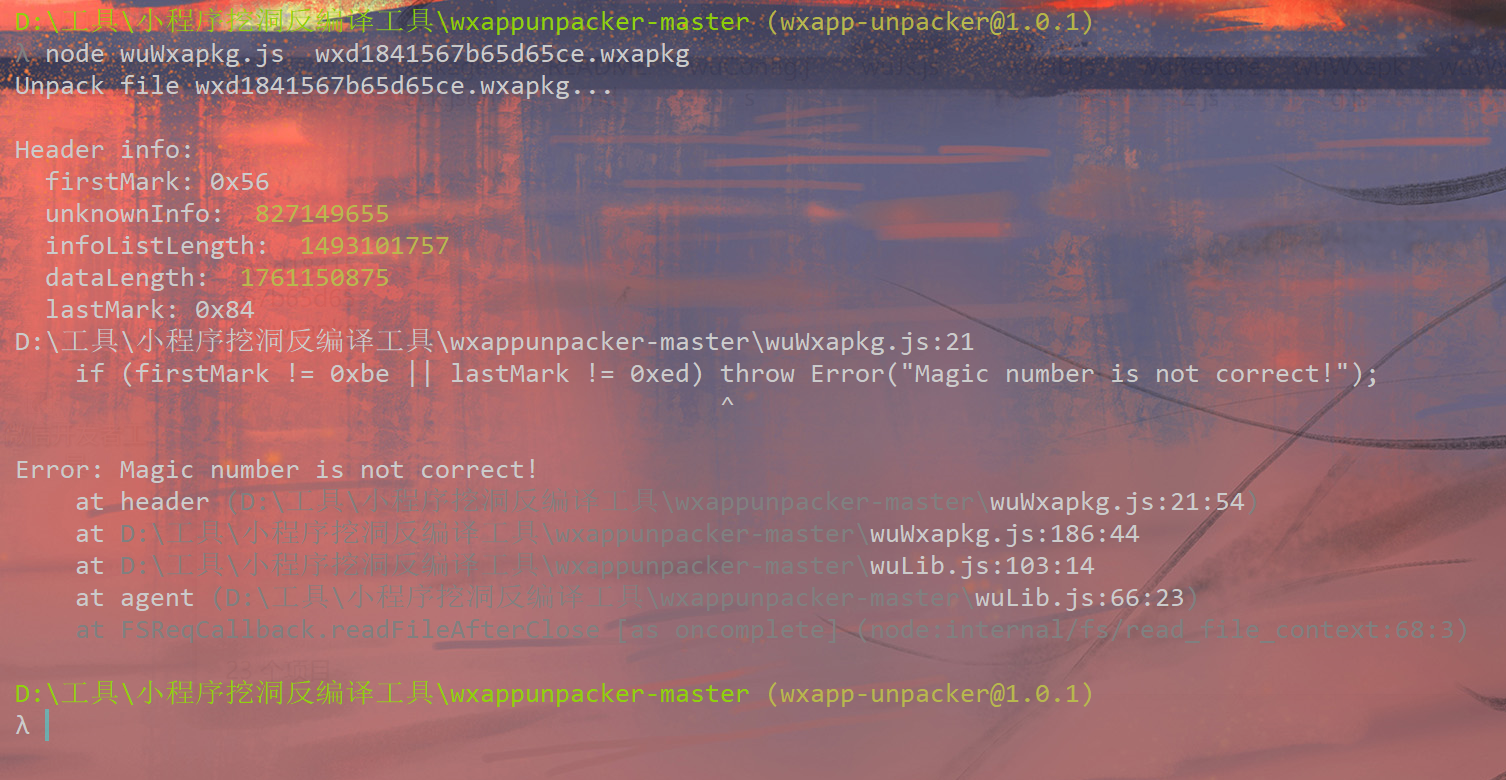 D:\工具\小程序挖洞反编译工具\wxappunpacker-master (wxapp-unpacker@1.0.1)
λ node wuWxapkg.js  wxd1841567b65d65ce.wxapkg
Unpack file wxd1841567b65d65ce.wxapkg...
Header info:
firstMark: 0x56
unknownInfo:  827149655
infoListLength:  1493101757
dataLength:  1761150875
lastMark: 0x84
D:\工具\小程序挖洞反编译工具\wxappunpacker-master\wuWxapkg.js:21
if (firstMark != 0xbe || lastMark != 0xed) throw Error("Magic number is not correct!");
^
Error: Magic number is not correct!
at header (D:\工具\小程序挖洞反编译工具\wxappunpacker-master\wuWxapkg.js:21:54)
at D:\工具\小程序挖洞反编译工具\wxappunpacker-master\wuWxapkg.js:186:44
at D:\工具\小程序挖洞反编译工具\wxappunpacker-master\wuLib.js:103:14
at agent (D:\工具\小程序挖洞反编译工具\wxappunpacker-master\wuLib.js:66:23)
at FSReqCallback.readFileAfterClose [as oncomplete] (node:internal/fs/read_file_context:68:3)
D:\工具\小程序挖洞反编译工具\wxappunpacker-master (wxapp-unpacker@1.0.1)
λ